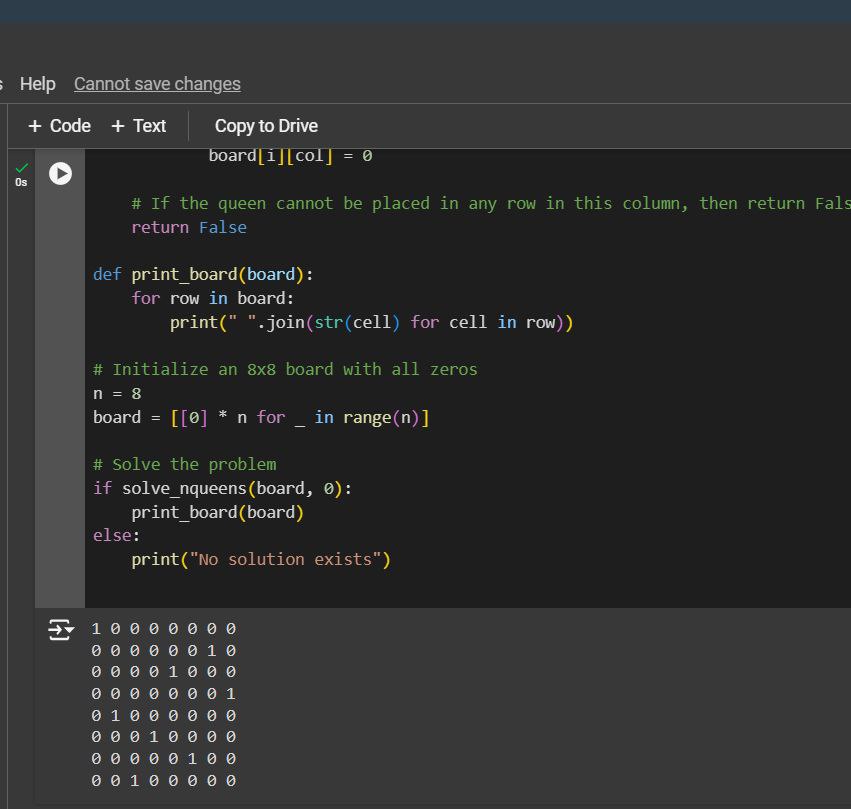 Help Cannot save changes
+ Code + Text Copy to Drive
0s
board[i][col] = 0
# If the queen cannot be placed in any row in this column, then return Fals
return False
def print_board(board):
for row in board:
print(" ".join(str(cell) for cell in row))
# Initialize an 8x8 board with all zeros
n = 8
board = [[0] * n for _ in range(n)]
# Solve the problem
if solve_nqueens(board, 0):
print_board(board)
else:
print("No solution exists")
1 0 0 0 0 0 0 0
0 0 0 0 0 0 1 0
0 0 0 0 1 0 0 0
0 0 0 0 0 0 0 1
0 1 0 0 0 0 0 0
0 0 0 1 0 0 0 0
0 0 0 0 0 1 0 0
0 0 1 0 0 0 0 0